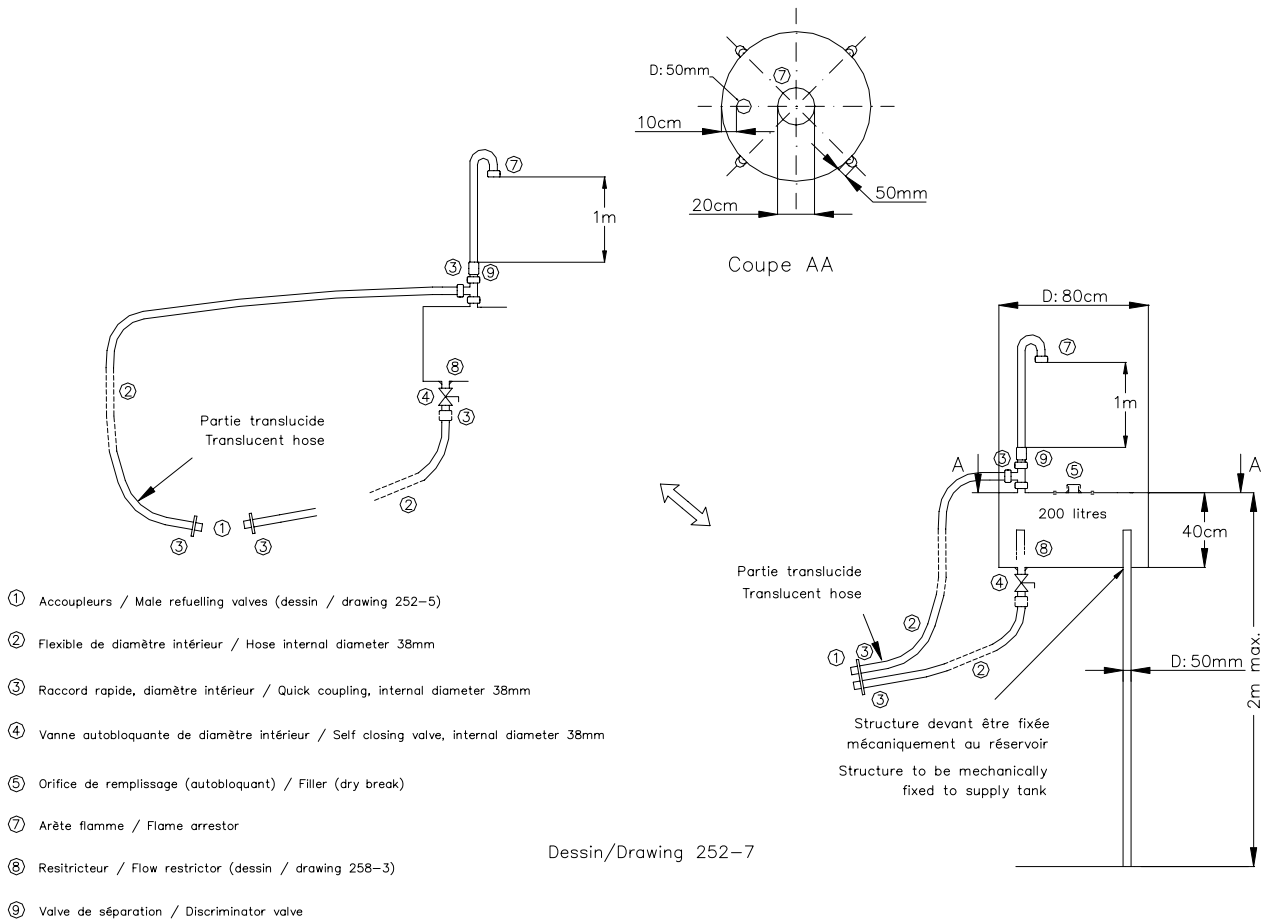 D:50mm
7
10cm
50mm
20cm
Coupe AA
7
1m
3
9
8
4
3
2
Partie translucide
Translucent hose
2
1
3
3
D:80cm
7
1m
A
3
9
5
A
200 litres
40cm
8
4
Partie translucide
Translucent hose
2
1
3
2
3
D:50mm
2m max.
Structure devant être fixée
mécaniquement au réservoir
Structure to be mechanically
fixed to supply tank
1 Accoupleurs / Male refuelling valves (dessin / drawing 252-5)
2 Flexible de diamètre intérieur / Hose internal diameter 38mm
3 Raccord rapide, diamètre intérieur / Quick coupling, internal diameter 38mm
4 Vanne autobloquante de diamètre intérieur / Self closing valve, internal diameter 38mm
5 Orifice de remplissage (autobloquant) / Filler (dry break)
7 Arète flamme / Flame arrestor
8 Resitricteur / Flow restrictor (dessin / drawing 258-3)
9 Valve de séparation / Discriminator valve
Dessin/Drawing 252-7